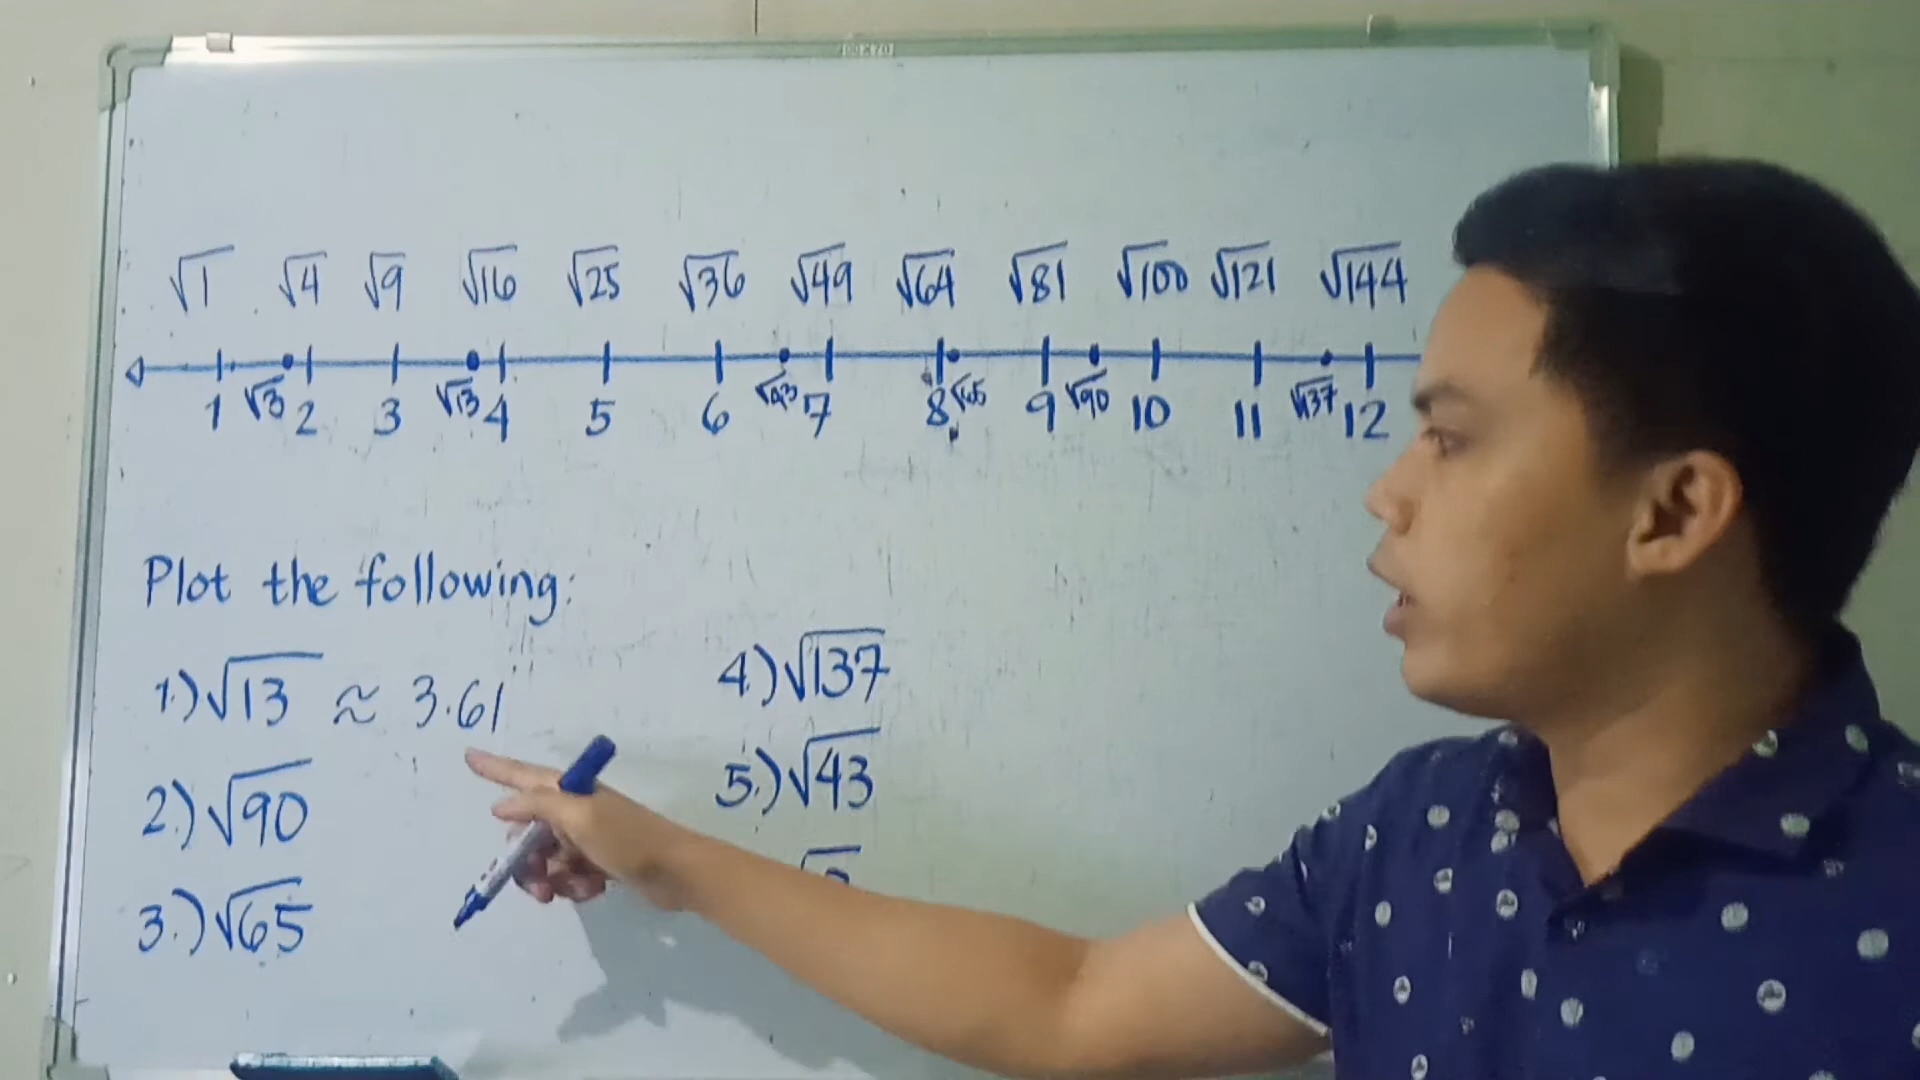 √1 √4 √9 √16 √25 √36 √49 √64 √81 √100 √121 √144
√3 √13 √43 √65 √90 √137
1 2 3 4 5 6 7 8 9 10 11 12
Plot the following:
1.) √13 ≈ 3.61
2.) √90
3.) √65
4.) √137
5.) √43